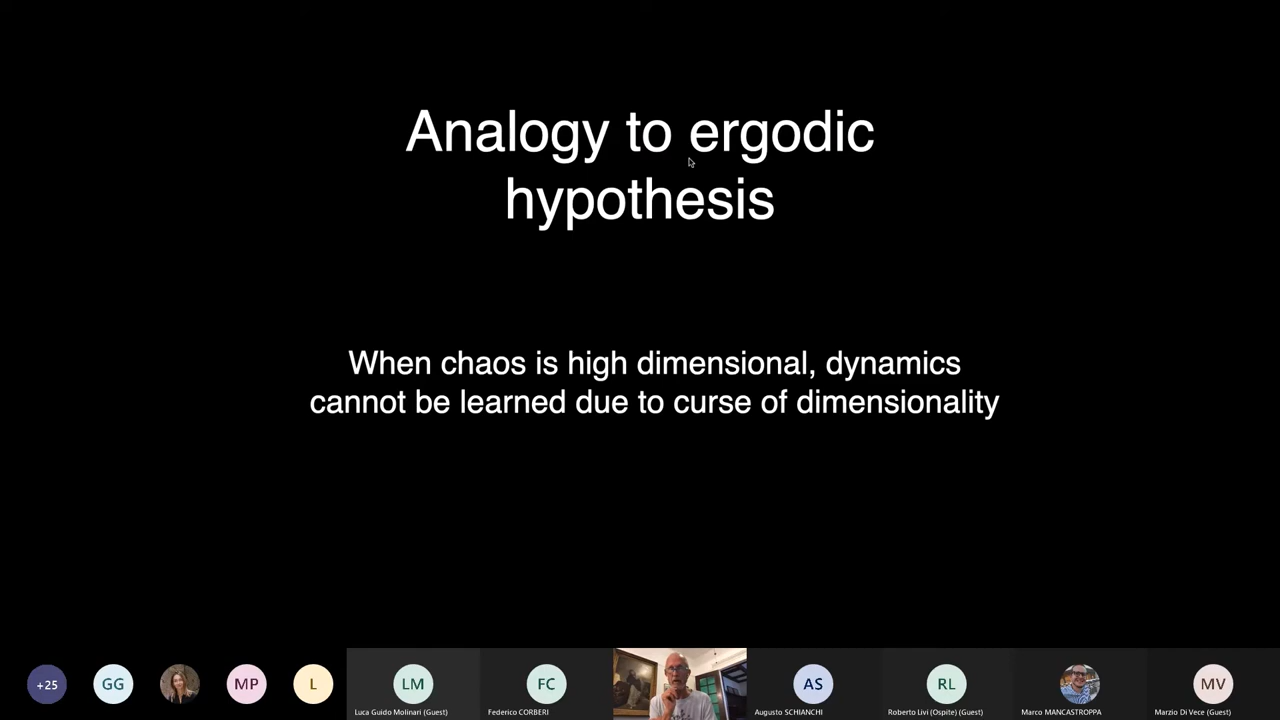 Analogy to ergodic
hypothesis
When chaos is high dimensional, dynamics
cannot be learned due to curse of dimensionality
+25
GG
MP
L
LM
FC
AS
RL
MV
Luca Guido Molinari (Guest)
Federico CORBERI
Augusto SCHIANCHI
Roberto Livi (Ospite) (Guest)
Marco MANCASTROPPA
Marzio Di Vece (Guest)